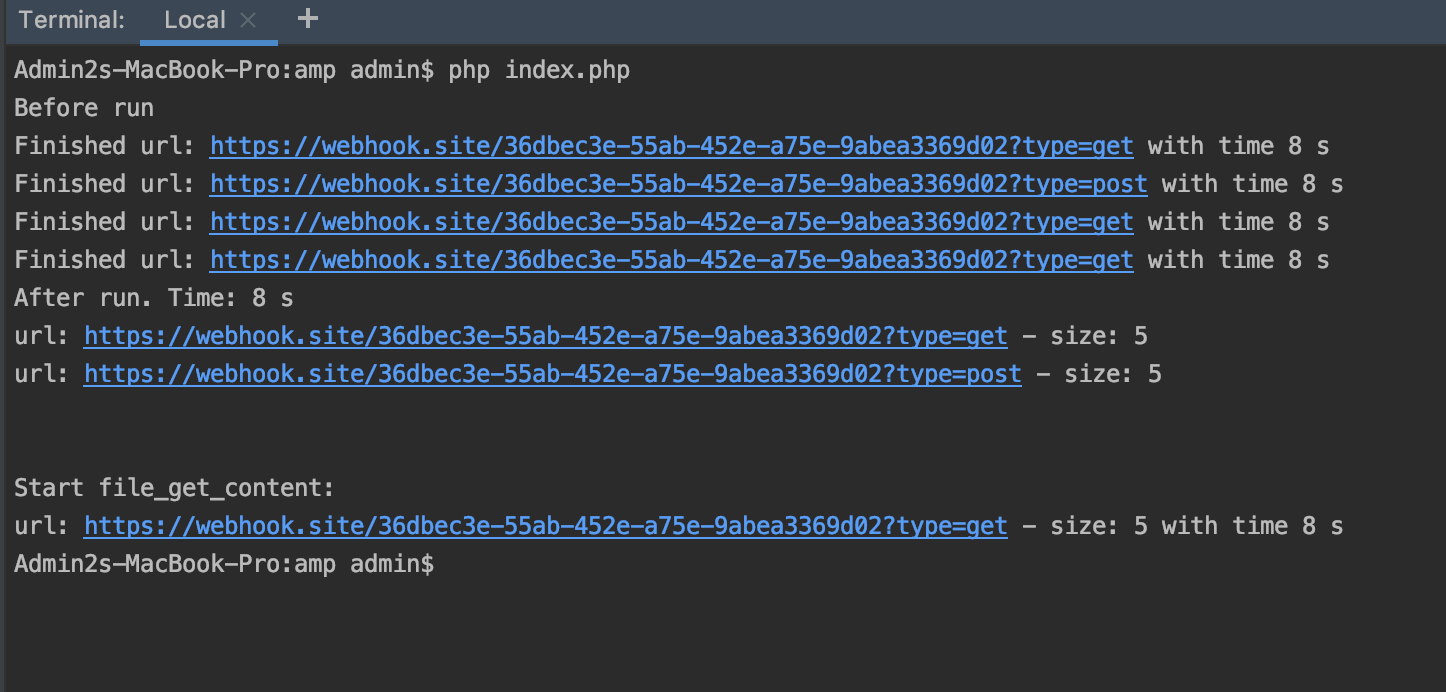 Terminal: Local × +
Admin2s-MacBook-Pro:amp admin$ php index.php
Before run
Finished url: https://webhook.site/36dbec3e-55ab-452e-a75e-9abea3369d02?type=get with time 8 s
Finished url: https://webhook.site/36dbec3e-55ab-452e-a75e-9abea3369d02?type=post with time 8 s
Finished url: https://webhook.site/36dbec3e-55ab-452e-a75e-9abea3369d02?type=get with time 8 s
Finished url: https://webhook.site/36dbec3e-55ab-452e-a75e-9abea3369d02?type=get with time 8 s
After run. Time: 8 s
url: https://webhook.site/36dbec3e-55ab-452e-a75e-9abea3369d02?type=get - size: 5
url: https://webhook.site/36dbec3e-55ab-452e-a75e-9abea3369d02?type=post - size: 5
Start file_get_content:
url: https://webhook.site/36dbec3e-55ab-452e-a75e-9abea3369d02?type=get - size: 5 with time 8 s
Admin2s-MacBook-Pro:amp admin$